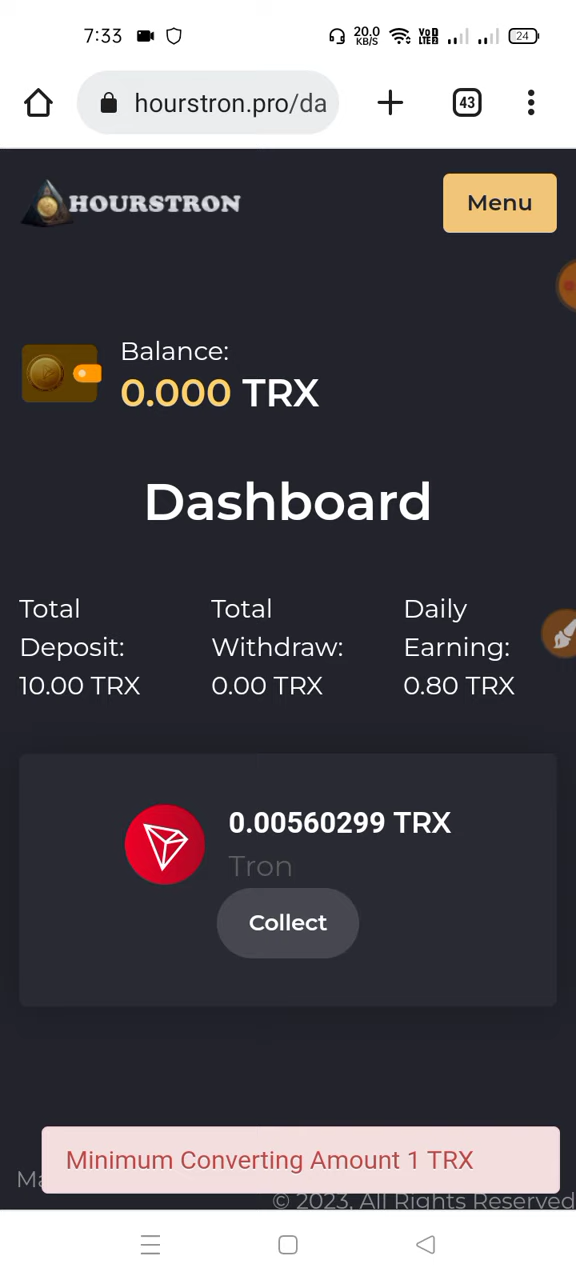 7:33
20.0
KB/S
24
hourstron.pro/da
43
HOURSTRON
Menu
Balance:
0.000 TRX
Dashboard
Total
Deposit:
10.00 TRX
Total
Withdraw:
0.00 TRX
Daily
Earning:
0.80 TRX
0.00560299 TRX
Tron
Collect
Minimum Converting Amount 1 TRX
Ma
© 2023, All Rights Reserved